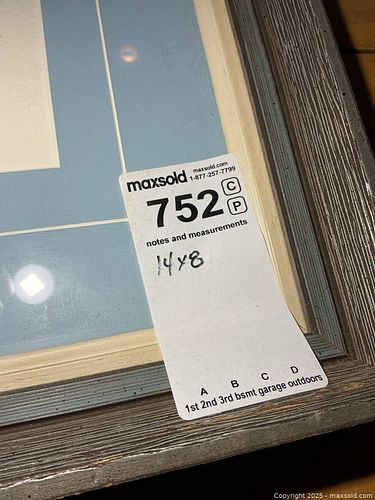 maxsold maxsold.com
1-877-257-7799
752 C
P
notes and measurements
14x8
A B C D
1st 2nd 3rd bsmt garage outdoors
Copyright 2025 - maxsold.com